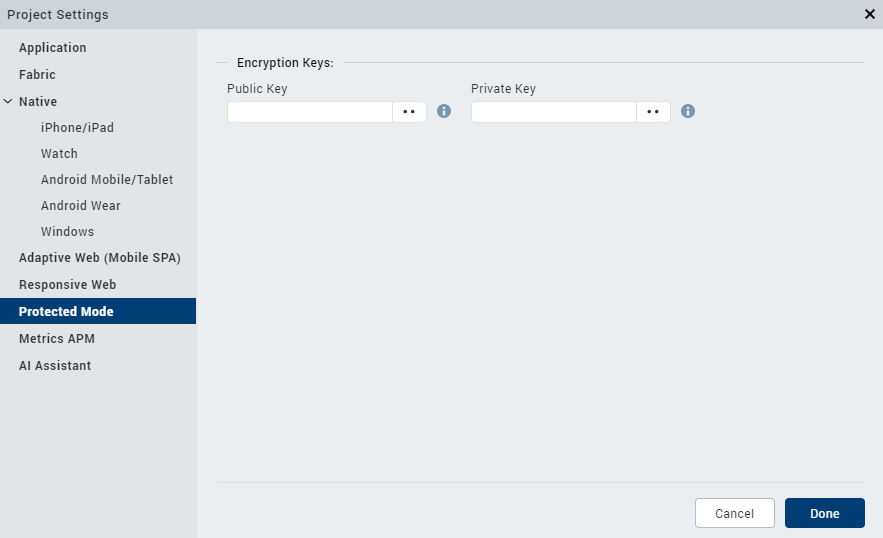 Project Settings
Application
Fabric
Native
iPhone/iPad
Watch
Android Mobile/Tablet
Android Wear
Windows
Adaptive Web (Mobile SPA)
Responsive Web
Protected Mode
Metrics APM
AI Assistant
Encryption Keys:
Public Key
Private Key
Cancel
Done